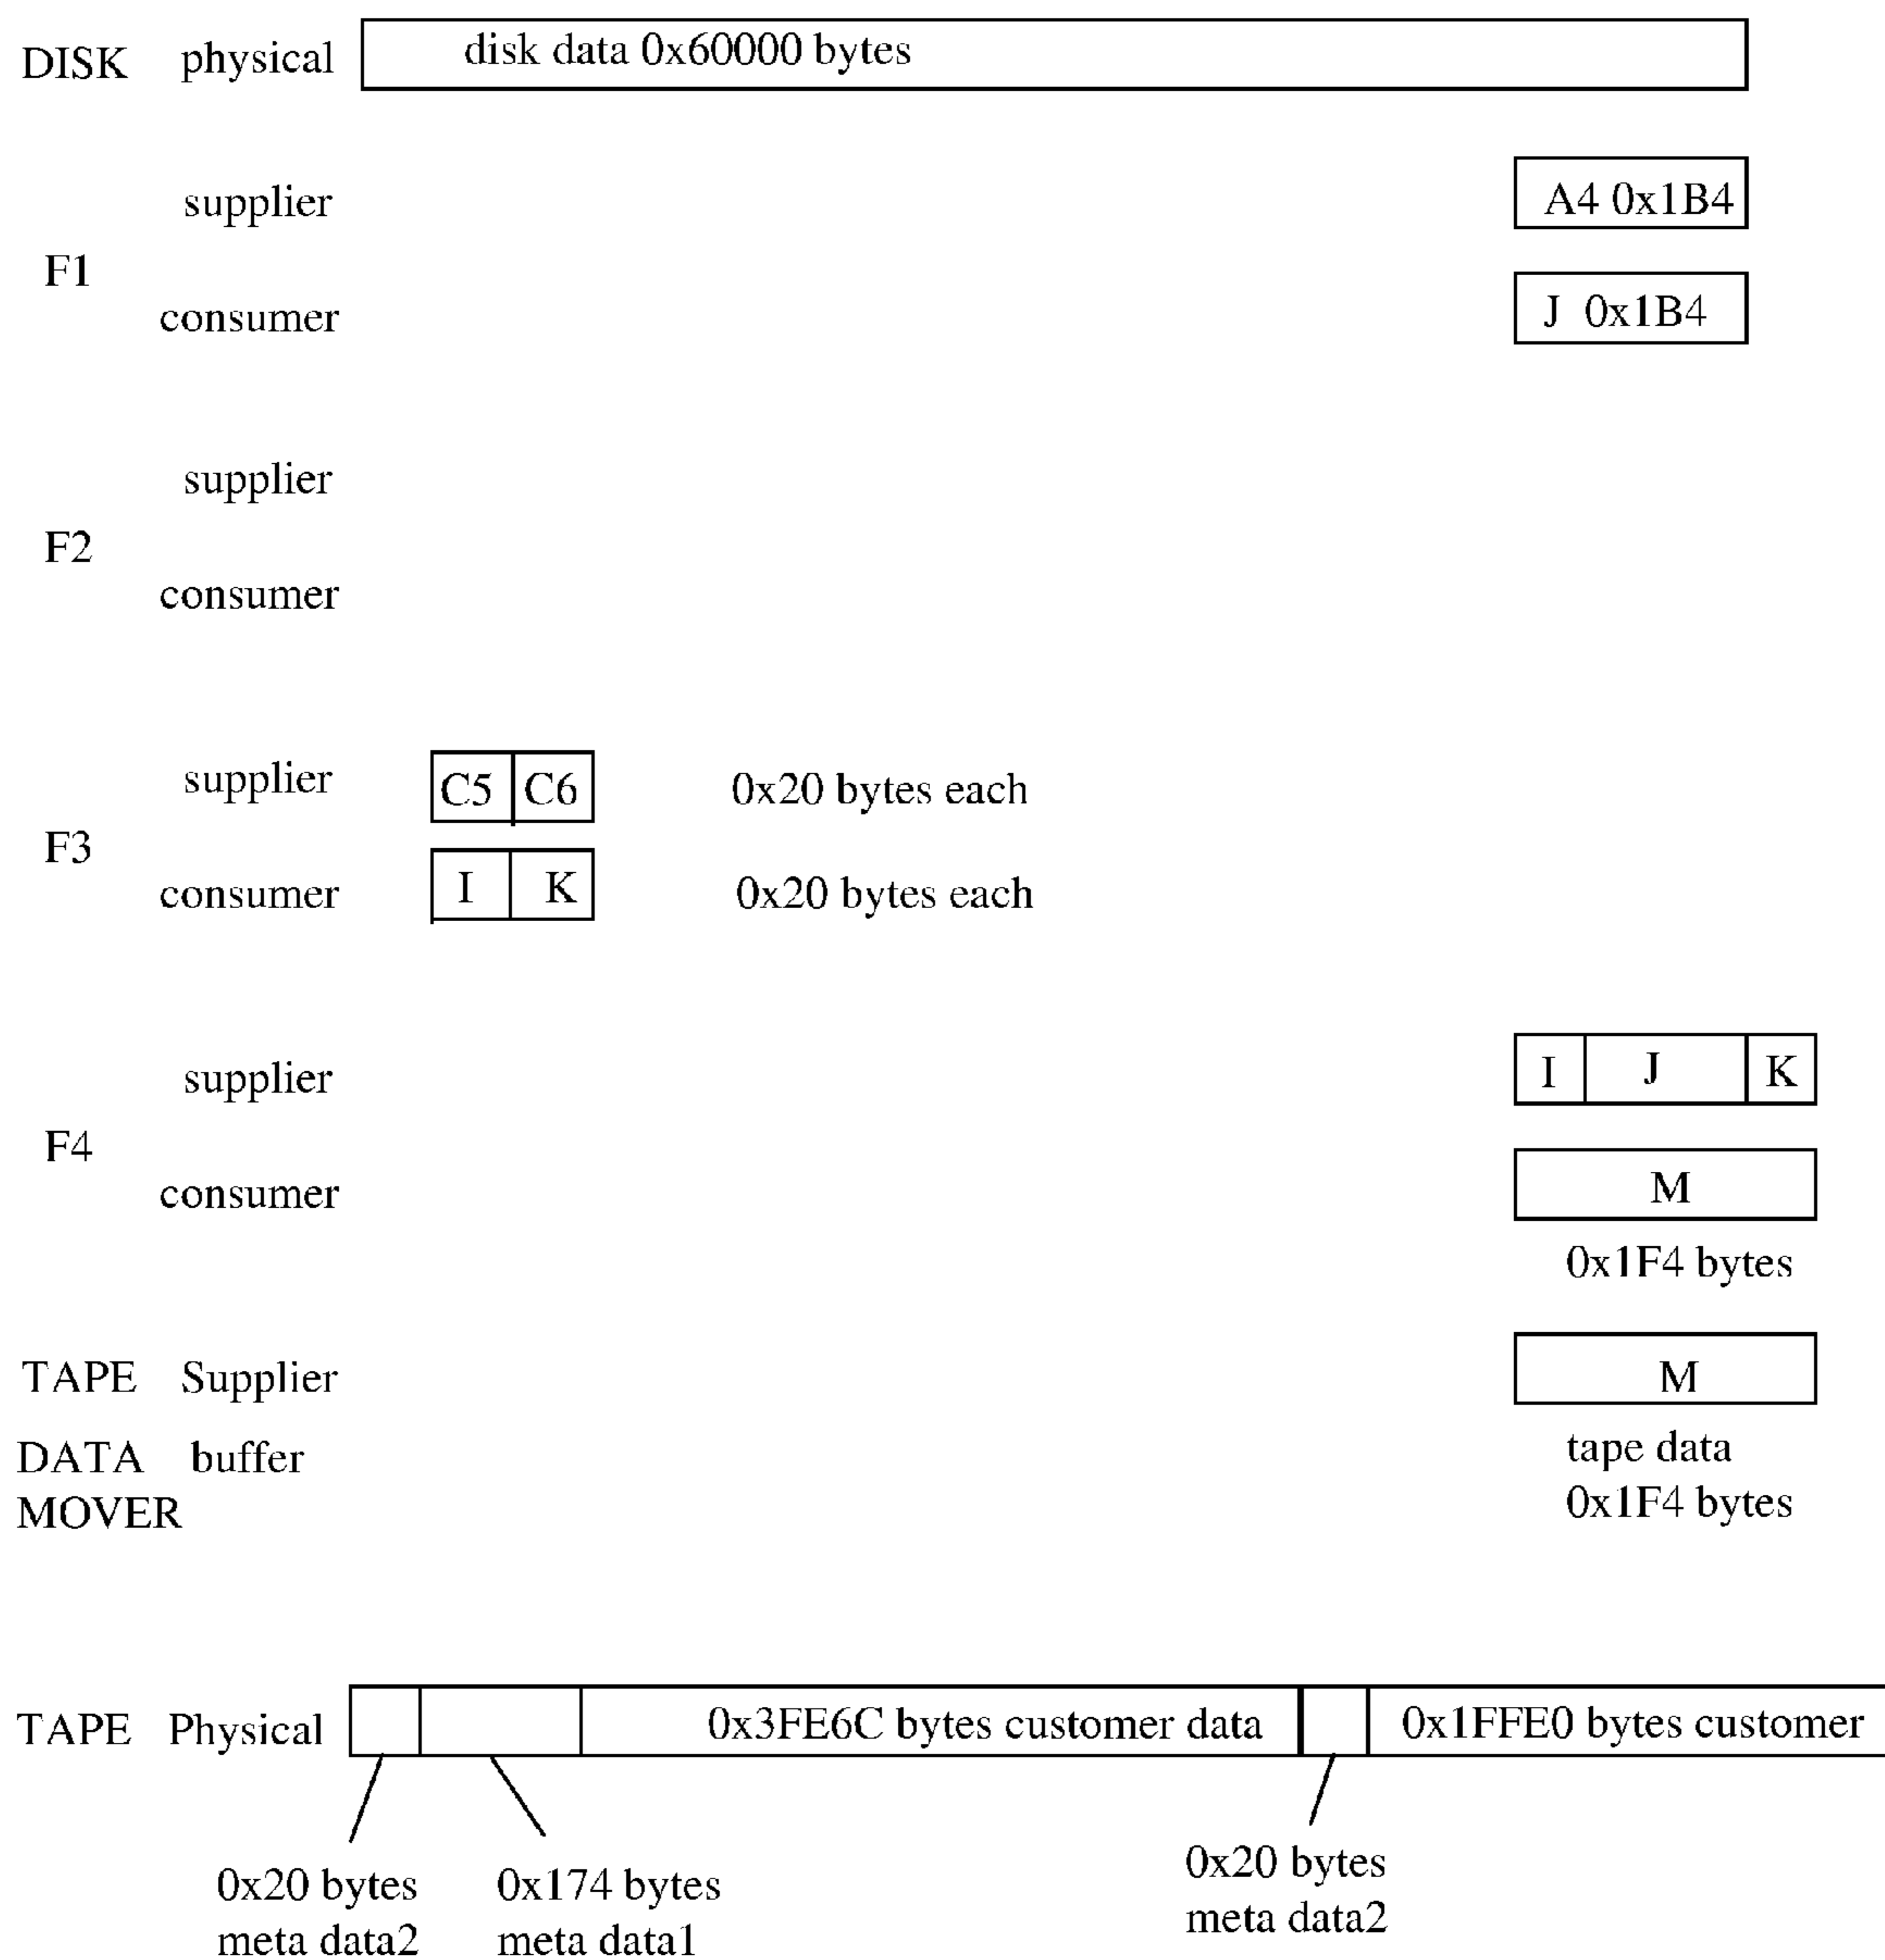 DISK physical disk data 0x60000 bytes
supplier A4 0x1B4
F1
consumer J 0x1B4
supplier
F2
consumer
supplier C5 C6 0x20 bytes each
F3
consumer I K 0x20 bytes each
supplier I J K
F4
consumer M
0x1F4 bytes
TAPE Supplier M
DATA buffer tape data
MOVER 0x1F4 bytes
TAPE Physical 0x3FE6C bytes customer data 0x1FFE0 bytes customer
0x20 bytes 0x174 bytes 0x20 bytes
meta data2 meta data1 meta data2